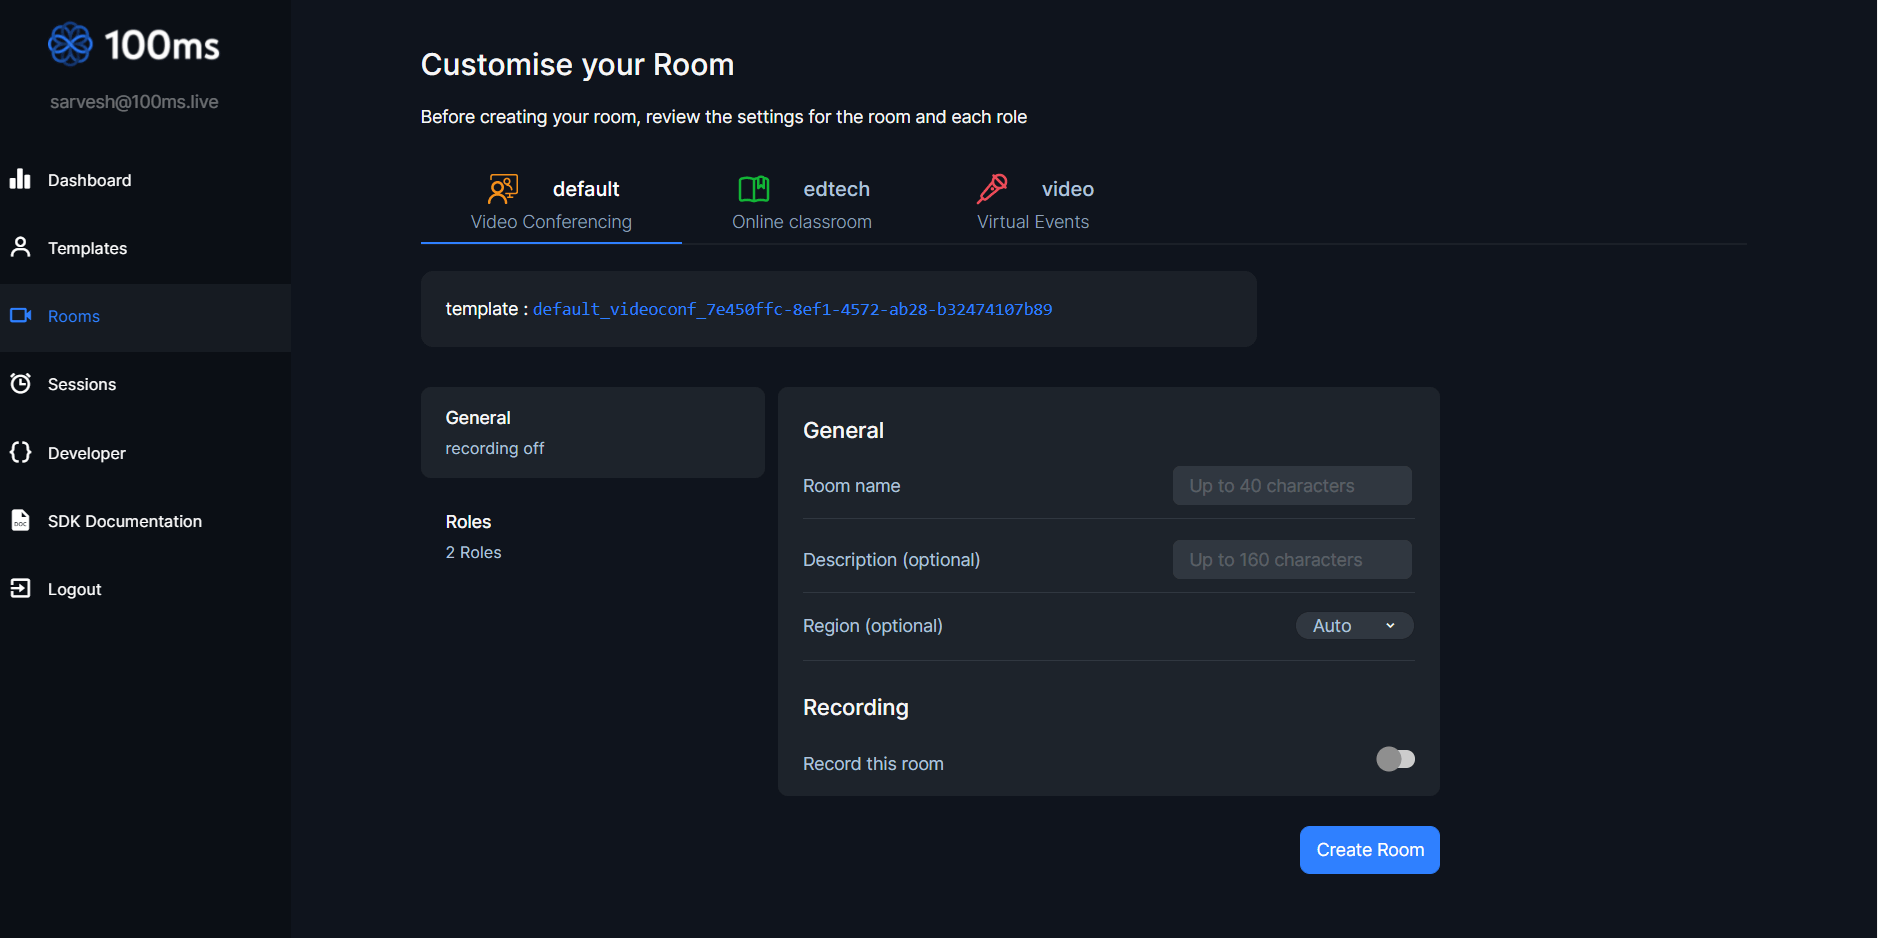 100ms
sarvesh@100ms.live
Dashboard
Templates
Rooms
Sessions
Developer
DOC
SDK Documentation
Logout
Customise your Room
Before creating your room, review the settings for the room and each role
default
Video Conferencing
edtech
Online classroom
video
Virtual Events
template : default_videoconf_7e450ffc-8ef1-4572-ab28-b32474107b89
General
recording off
Roles
2 Roles
General
Room name
Up to 40 characters
Description (optional)
Up to 160 characters
Region (optional)
Auto
Recording
Record this room
Create Room